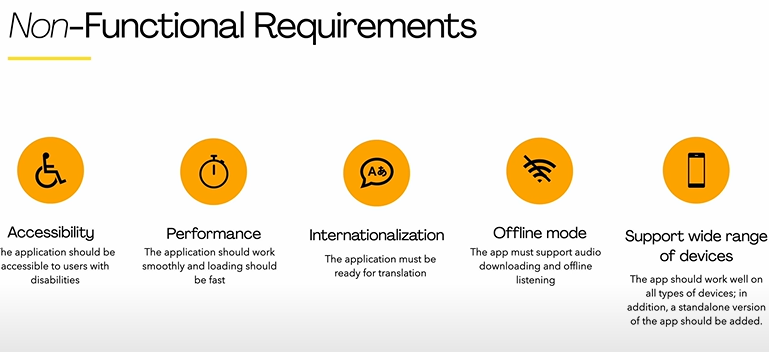 Non-Functional Requirements
Aあ
Accessibility
The application should be
accessible to users with
disabilities
Performance
The application should work
smoothly and loading should
be fast
Internationalization
The application must be
ready for translation
Offline mode
The app must support audio
downloading and offline
listening
Support wide range
of devices
The app should work well on
all types of devices; in
addition, a standalone version
of the app should be added.